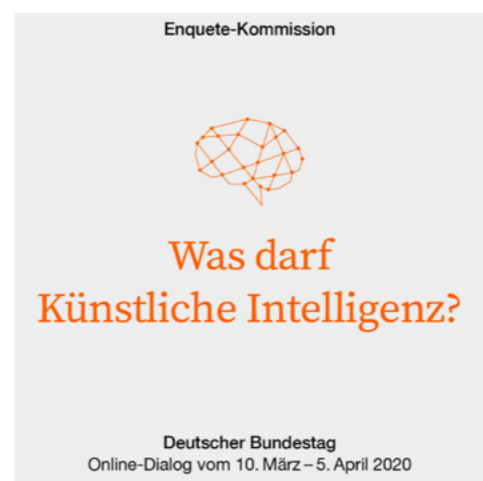 Enquete-Kommission
Was darf
Künstliche Intelligenz?
Deutscher Bundestag
Online-Dialog vom 10. März – 5. April 2020